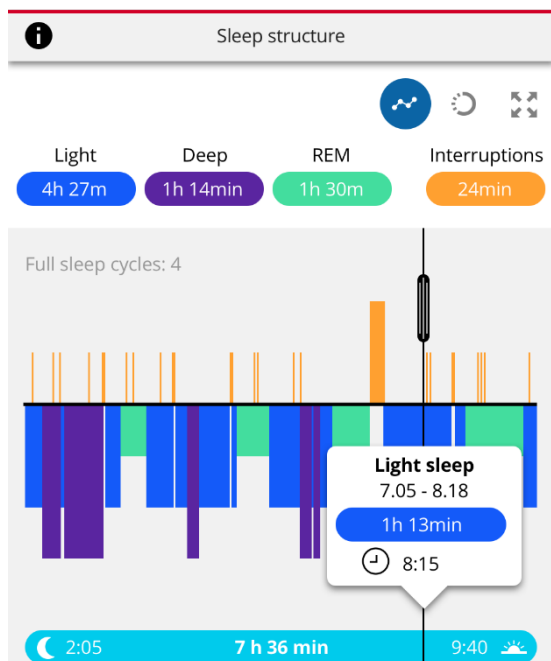 Sleep structure
Light Deep REM Interruptions
4h 27m 1h 14min 1h 30m 24min
Full sleep cycles: 4
Light sleep
7.05 - 8.18
1h 13min
8:15
2:05 7 h 36 min 9:40